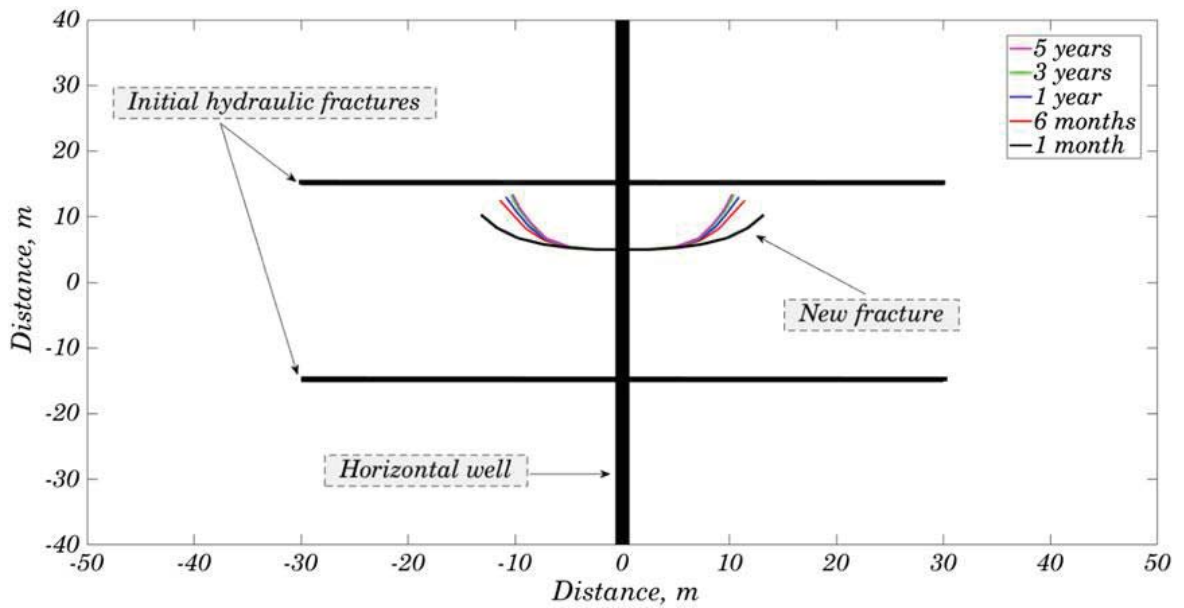 40
30
20
10
0
-10
-20
-30
-40
Distance, m
Initial hydraulic fractures
5 years
3 years
1 year
6 months
1 month
New fracture
Horizontal well
-50
-40
-30
-20
-10
0
10
20
30
40
50
Distance, m